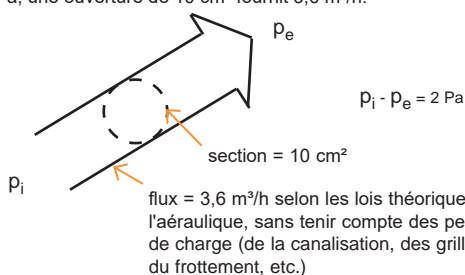 a, une ouverture de 10 cm² fournit 3,6 m³/h.
pₑ
pᵢ - pₑ = 2 Pa
section = 10 cm²
pᵢ
flux = 3,6 m³/h selon les lois théorique
l'aéraulique, sans tenir compte des pe
de charge (de la canalisation, des grill
du frottement, etc.)